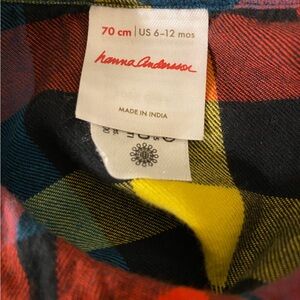 70 cm | US 6-12 mos
hanna andersson
MADE IN INDIA